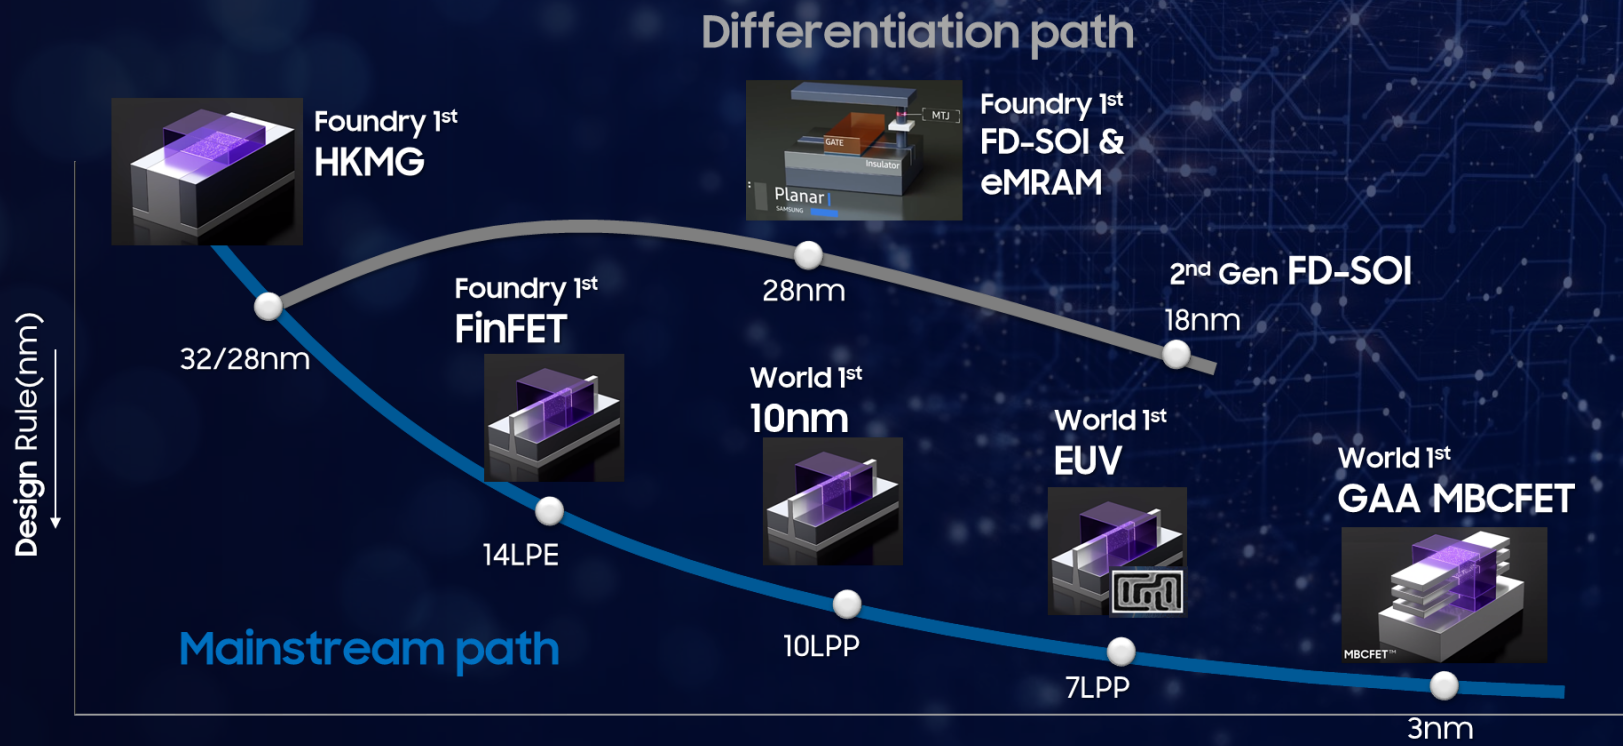 Differentiation path
Foundry 1st
HKMG
MTJ
GATE
Insulator
Planar
SAMSUNG
Foundry 1st
FD-SOI &
eMRAM
2nd Gen FD-SOI
28nm
18nm
Foundry 1st
FinFET
32/28nm
World 1st
10nm
World 1st
EUV
World 1st
GAA MBCFET
MBCFET™
Design Rule(nm)
14LPE
10LPP
7LPP
3nm
Mainstream path